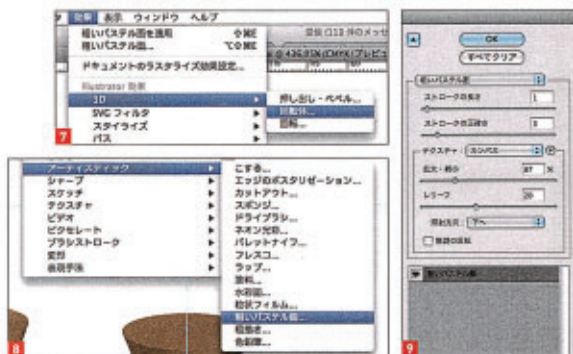 効果 表示 ウィンドウ ヘルプ
粗いパステル画を適用 ⇧⌘E
粗いパステル画... ⌥⇧⌘E
ドキュメントのラスタライズ効果設定...
Illustrator 効果
3D
SVG フィルタ
スタイライズ
パス
押し出し・ベベル...
回転体...
回転...
7
アーティスティック
シャープ
スケッチ
テクスチャ
ビデオ
ピクセレート
ブラシストローク
変形
表現手法
こする...
エッジのポスタリゼーション...
カットアウト...
スポンジ...
ドライブラシ...
ネオン光彩...
パレットナイフ...
フレスコ...
ラップ...
塗料...
水彩画...
粒状フィルム...
粗いパステル画...
粗描き...
色鉛筆...
8
OK
すべてクリア
粗いパステル画
ストロークの長さ 1
ストロークの正確さ 3
テクスチャ: カンバス
拡大・縮小 87 %
レリーフ 20
照射方向: 下へ
粗いパステル画
9